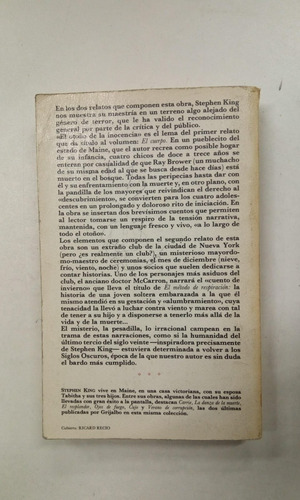 En los dos relatos que componen esta obra, Stephen King
nos muestra su maestría en un terreno algo alejado del
género de terror, que le ha valido el reconocimiento
general por parte de la crítica y del público.
«El otoño de la inocencia» es el lema del primer relato
que da título al volumen: El cuerpo. En un pueblecito del
estado de Maine, que el autor recrea como posible hogar
de su infancia, cuatro chicos de doce a trece años se
enteran por casualidad de que Ray Brower (un muchacho
de su misma edad al que se busca desde hace días) está
muerto en el bosque. Todas las peripecias hasta dar con
él y su enfrentamiento con la muerte y, en otro plano, con
la pandilla de los mayores que reivindican el derecho al
«descubrimiento», se convierten para los cuatro adoles-
centes en un prolongado y doloroso rito de iniciación. En
la obra se insertan dos brevísimos cuentos que permiten
al lector tomarse un respiro de la tensión narrativa,
mantenida, con un lenguaje fresco y vivo, «a lo largo de
todo el otoño».
Los elementos que componen el segundo relato de esta
obra son un extraño club de la ciudad de Nueva York
(pero ¿es realmente un club?), un misterioso mayordo-
mo-maestro de ceremonias, el mes de diciembre (nieve,
frío, viento, noche) y unos socios que suelen dedicarse a
contar historias. Uno de los personajes más asiduos del
club, el anciano doctor McCarron, narrará el «cuento de
invierno» que lleva el título de El método de respiración: la
historia de una joven soltera embarazada a la que él
mismo atendió en su gestación y «alumbramiento», cuya
tenacidad la llevó a luchar contra viento y marea con tal
de tener a su hijo y a disponerse a tenerlo más allá de la
vida y de la muerte...
El misterio, la pesadilla, lo irracional campean en la
trama de estas narraciones, como si la humanidad del
último tercio del siglo veinte —inspiradora precisamente
de Stephen King— estuviera determinada a volver a los
Siglos Oscuros, época de la que nuestro autor es sin duda
el bardo más cumplido.
* * *
STEPHEN KING vive en Maine, en una casa victoriana, con su esposa
Tabitha y sus tres hijos. Entre sus obras, algunas de las cuales han sido
llevadas con gran éxito a la pantalla, destacan Carrie, La danza de la muerte,
El resplandor, Ojos de fuego, Cujo y Verano de corrupción, las dos últimas
publicadas por Grijalbo en esta misma colección.
Cubierta: RICARD RECIO